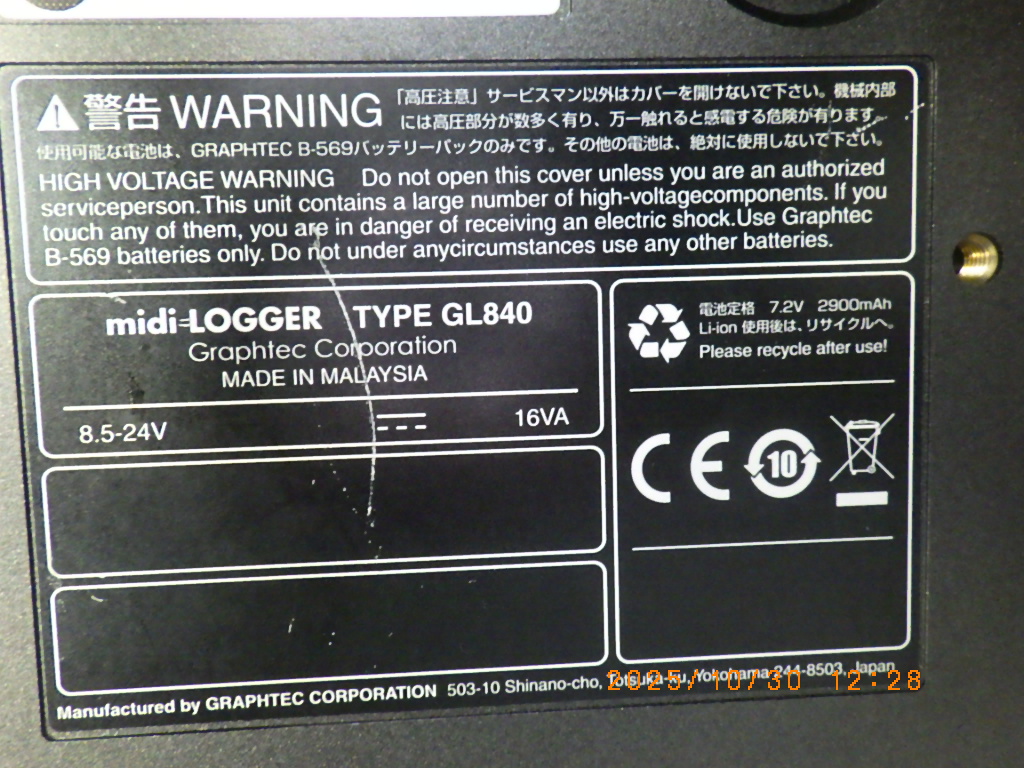 警告 WARNING
「高圧注意」サービスマン以外はカバーを開けないで下さい。機械内部
には高圧部分が数多く有り、万一触れると感電する危険が有ります。
使用可能な電池は、GRAPHTEC B-569バッテリーパックのみです。その他の電池は、絶対に使用しないで下さい。
HIGH VOLTAGE WARNING Do not open this cover unless you are an authorized
serviceperson.This unit contains a large number of high-voltagecomponents. If you
touch any of them, you are in danger of receiving an electric shock.Use Graphtec
B-569 batteries only. Do not under anycircumstances use any other batteries.
midi LOGGER TYPE GL840
Graphtec Corporation
MADE IN MALAYSIA
8.5-24V 16VA
電池定格 7.2V 2900mAh
Li-ion 使用後は、リサイクルへ。
Please recycle after use!
CE 10
Manufactured by GRAPHTEC CORPORATION 503-10 Shinano-cho, Totsuka-ku, Yokohama 244-8503, Japan
2025/10/30 12:28